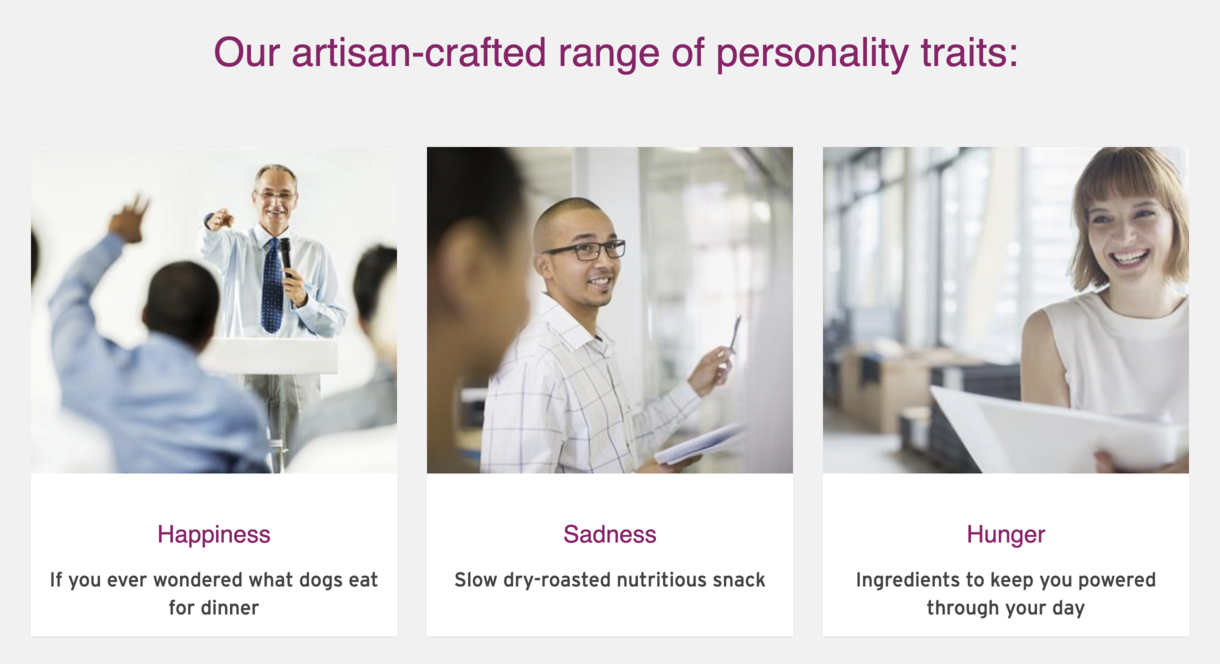 Our artisan-crafted range of personality traits:
Happiness
If you ever wondered what dogs eat
for dinner
Sadness
Slow dry-roasted nutritious snack
Hunger
Ingredients to keep you powered
through your day